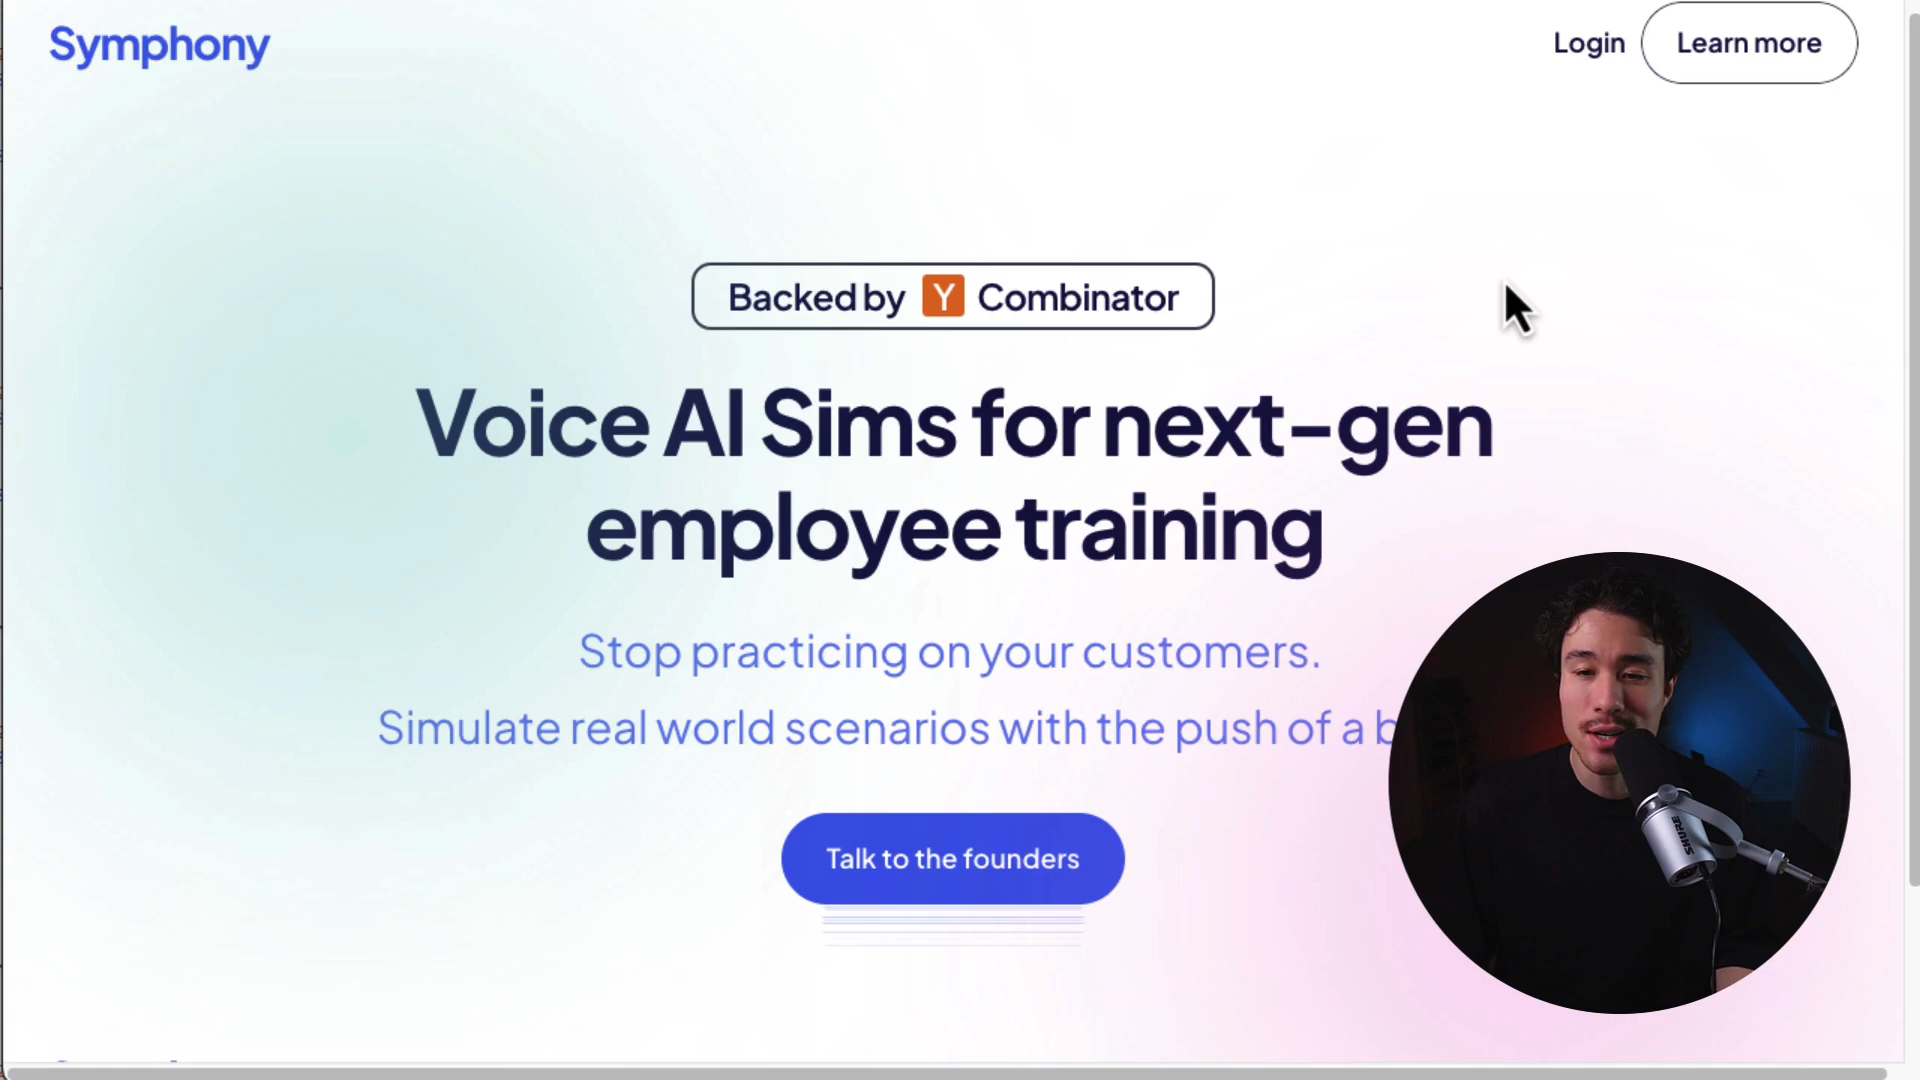 Symphony
Login
Learn more
Backed by Y Combinator
Voice AI Sims for next-gen
employee training
Stop practicing on your customers.
Simulate real world scenarios with the push of a
Talk to the founders
SHURE